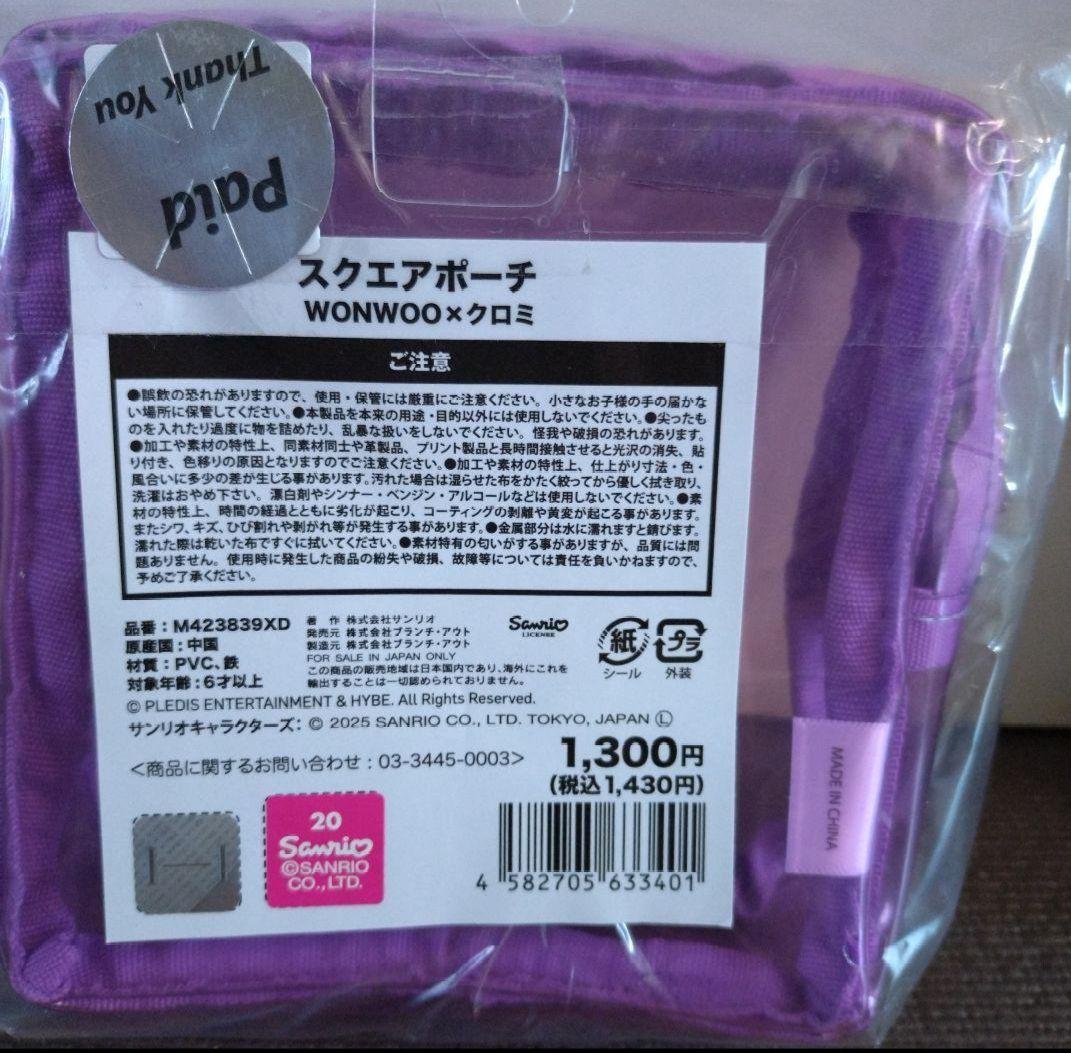 Thank You
Paid
スクエアポーチ
WONWOO×クロミ
ご注意
●誤飲の恐れがありますので、使用・保管には厳重にご注意ください。小さなお子様の手の届かな
い場所に保管してください。●本製品を本来の用途・目的以外には使用しないでください。●尖ったも
のを入れたり過度に物を詰めたり、乱暴な扱いをしないでください。怪我や破損の恐れがあります。
●加工や素材の特性上、同素材同士や革製品、プリント製品と長時間接触させると光沢の消失、貼
り付き、色移りの原因となりますのでご注意ください。●加工や素材の特性上、仕上がり寸法・色・
風合いに多少の差が生じる事があります。汚れた場合は湿らせた布をかたく絞ってから優しく拭き取り、
洗濯はおやめ下さい。漂白剤やシンナー・ベンジン・アルコールなどは使用しないでください。●素
材の特性上、時間の経過とともに劣化が起こり、コーティングの剥離や黄変が起こる事があります。
またシワ、キズ、ひび割れや剥がれ等が発生する事があります。●金属部分は水に濡れますと錆びます。
濡れた際は乾いた布ですぐに拭いてください。●素材特有の匂いがする事がありますが、品質には問
題ありません。使用時に発生した商品の紛失や破損、故障等については責任を負いかねますので、
予めご了承ください。
品番：M423839XD
原産国：中国
材質：PVC、鉄
対象年齢：6才以上
著 作 株式会社サンリオ
発売元 株式会社ブランチ・アウト
製造元 株式会社ブランチ・アウト
FOR SALE IN JAPAN ONLY
この商品の販売地域は日本国内であり、海外にこれを
輸出することは一切認められておりません。
Sanrio
LICENSE
紙
シール
プラ
外装
© PLEDIS ENTERTAINMENT & HYBE. All Rights Reserved.
サンリオキャラクターズ：© 2025 SANRIO CO., LTD. TOKYO, JAPAN Ⓛ
<商品に関するお問い合わせ：03-3445-0003>
1,300円
(税込1,430円)
20
Sanrio
©SANRIO
CO.,LTD.
4 582705 633401
MADE IN CHINA